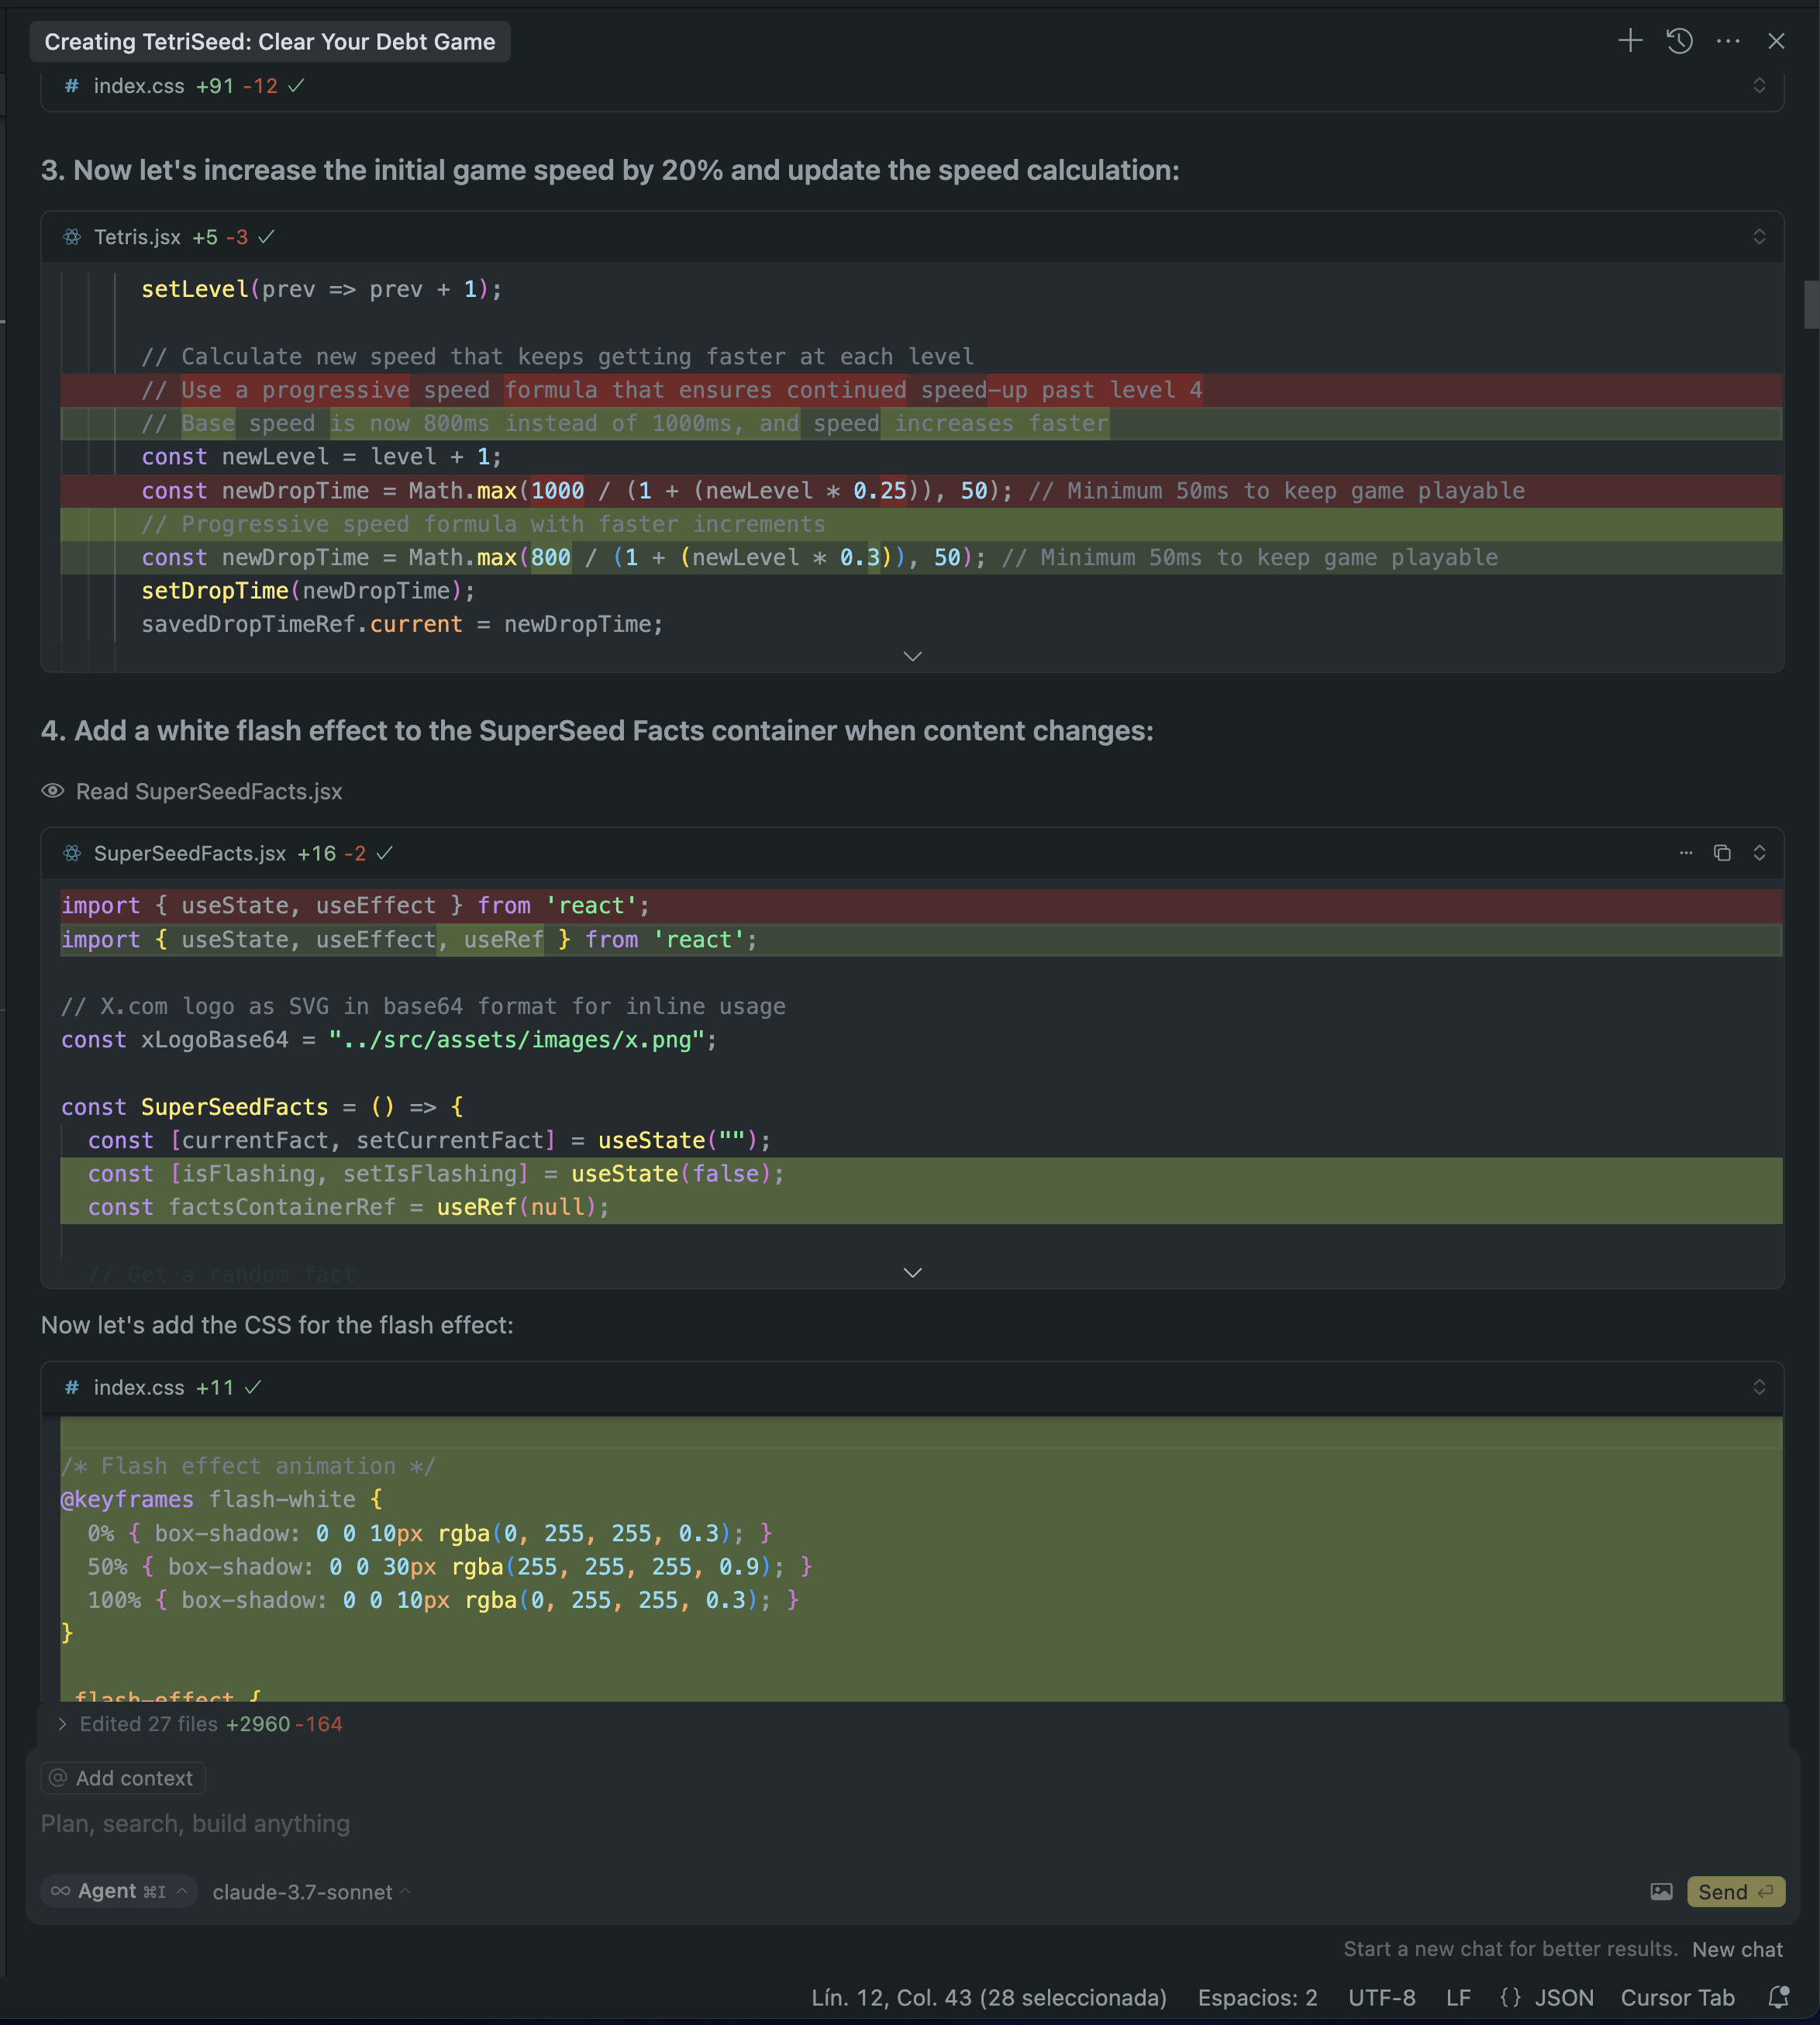 Creating TetriSeed: Clear Your Debt Game
# index.css +91 -12
3. Now let's increase the initial game speed by 20% and update the speed calculation:
Tetris.jsx +5 -3
setLevel(prev => prev + 1);
// Calculate new speed that keeps getting faster at each level
// Use a progressive speed formula that ensures continued speed-up past level 4
// Base speed is now 800ms instead of 1000ms, and speed increases faster
const newLevel = level + 1;
const newDropTime = Math.max(1000 / (1 + (newLevel * 0.25)), 50); // Minimum 50ms to keep game playable
// Progressive speed formula with faster increments
const newDropTime = Math.max(800 / (1 + (newLevel * 0.3)), 50); // Minimum 50ms to keep game playable
setDropTime(newDropTime);
savedDropTimeRef.current = newDropTime;
4. Add a white flash effect to the SuperSeed Facts container when content changes:
Read SuperSeedFacts.jsx
SuperSeedFacts.jsx +16 -2
import { useState, useEffect } from 'react';
import { useState, useEffect, useRef } from 'react';
// X.com logo as SVG in base64 format for inline usage
const xLogoBase64 = "../src/assets/images/x.png";
const SuperSeedFacts = () => {
const [currentFact, setCurrentFact] = useState("");
const [isFlashing, setIsFlashing] = useState(false);
const factsContainerRef = useRef(null);
// Get a random fact
Now let's add the CSS for the flash effect:
# index.css +11
/* Flash effect animation */
@keyframes flash-white {
0% { box-shadow: 0 0 10px rgba(0, 255, 255, 0.3); }
50% { box-shadow: 0 0 30px rgba(255, 255, 255, 0.9); }
100% { box-shadow: 0 0 10px rgba(0, 255, 255, 0.3); }
}
.flash-effect {
Edited 27 files +2960 -164
@ Add context
Plan, search, build anything
Agent ⌘I claude-3.7-sonnet
Send
Start a new chat for better results. New chat
Lín. 12, Col. 43 (28 seleccionada) Espacios: 2 UTF-8 LF {} JSON Cursor Tab